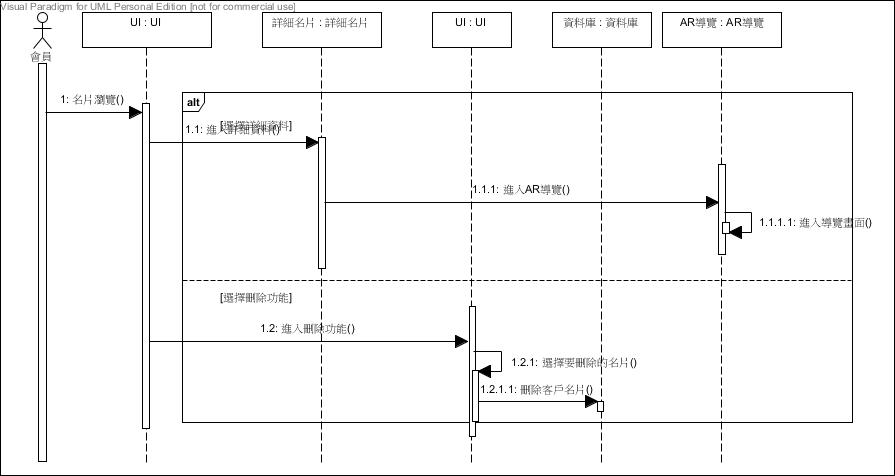 Visual Paradigm for UML Personal Edition [not for commercial use]
會員
UI : UI
詳細名片 : 詳細名片
UI : UI
資料庫 : 資料庫
AR導覽 : AR導覽
alt
1: 名片瀏覽()
[選擇詳細資料]
1.1: 進入詳細資料()
1.1.1: 進入AR導覽()
1.1.1.1: 進入導覽畫面()
[選擇刪除功能]
1.2: 進入刪除功能()
1.2.1: 選擇要刪除的名片()
1.2.1.1: 刪除客戶名片()